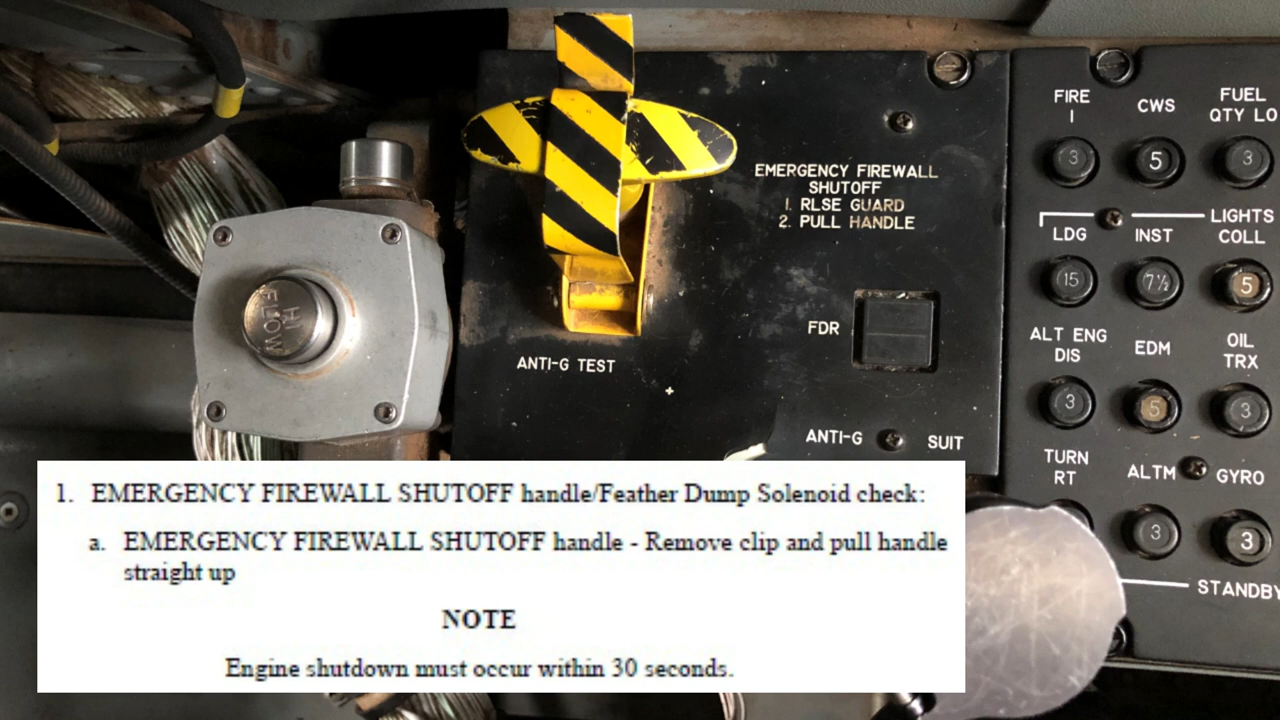 HI
FLOW
EMERGENCY FIREWALL
SHUTOFF
1. RLSE GUARD
2. PULL HANDLE
FDR
ANTI-G TEST
ANTI-G SUIT
FIRE
1
CWS
FUEL
QTY LO
3
5
3
LIGHTS
LDG
INST
COLL
15
7½
5
ALT ENG
DIS
EDM
OIL
TRX
3
5
3
TURN
RT
ALTM
GYRO
3
3
STANDBY
1. EMERGENCY FIREWALL SHUTOFF handle/Feather Dump Solenoid check:
a. EMERGENCY FIREWALL SHUTOFF handle - Remove clip and pull handle
straight up
NOTE
Engine shutdown must occur within 30 seconds.